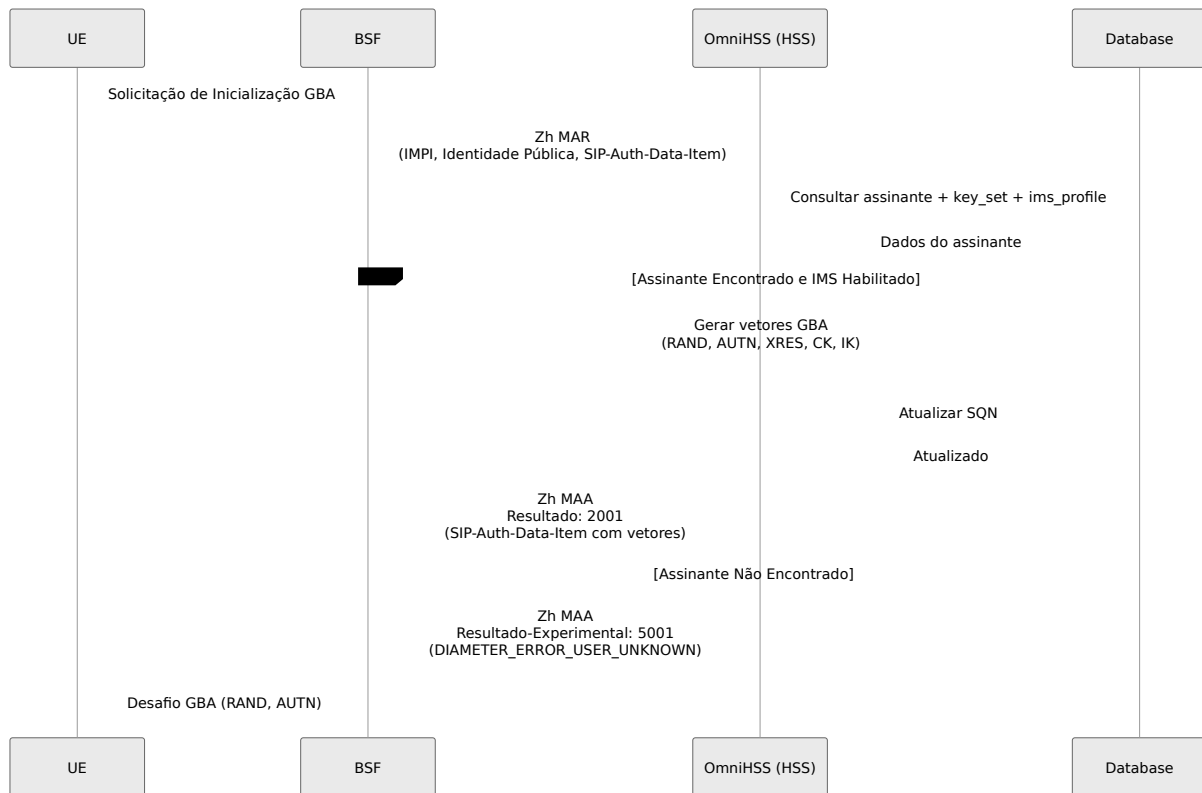 UE
BSF
OmniHSS (HSS)
Database
Solicitação de Inicialização GBA
Zh MAR
(IMPI, Identidade Pública, SIP-Auth-Data-Item)
Consultar assinante + key_set + ims_profile
Dados do assinante
[Assinante Encontrado e IMS Habilitado]
Gerar vetores GBA
(RAND, AUTN, XRES, CK, IK)
Atualizar SQN
Atualizado
Zh MAA
Resultado: 2001
(SIP-Auth-Data-Item com vetores)
[Assinante Não Encontrado]
Zh MAA
Resultado-Experimental: 5001
(DIAMETER_ERROR_USER_UNKNOWN)
Desafio GBA (RAND, AUTN)
UE
BSF
OmniHSS (HSS)
Database